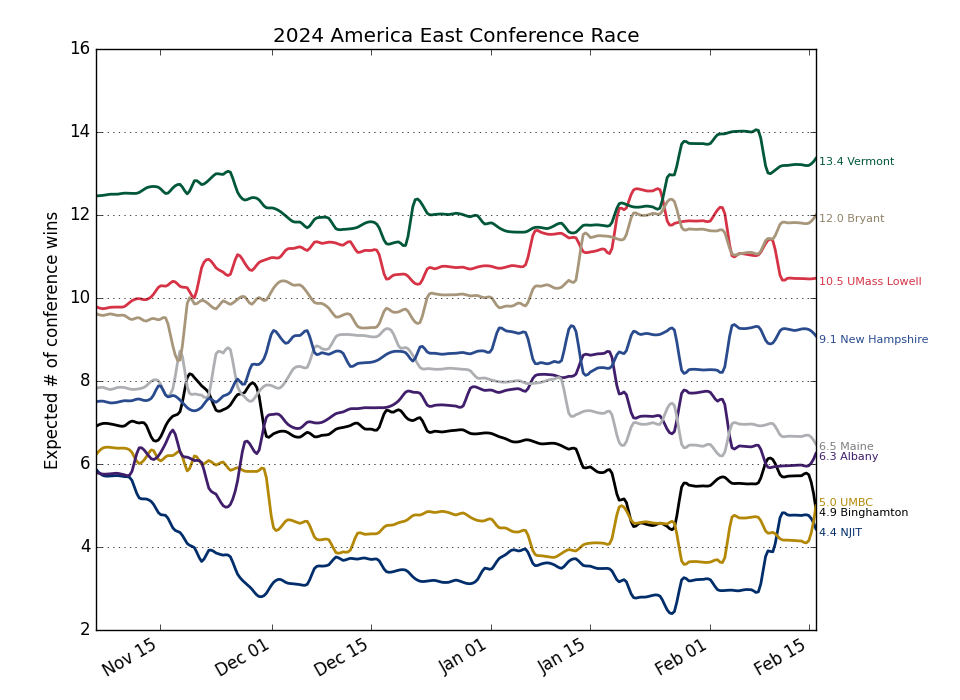 2024 America East Conference Race
Expected # of conference wins
16
14
12
10
8
6
4
2
13.4 Vermont
12.0 Bryant
10.5 UMass Lowell
9.1 New Hampshire
6.5 Maine
6.3 Albany
5.0 UMBC
4.9 Binghamton
4.4 NJIT
Nov 15
Dec 01
Dec 15
Jan 01
Jan 15
Feb 01
Feb 15